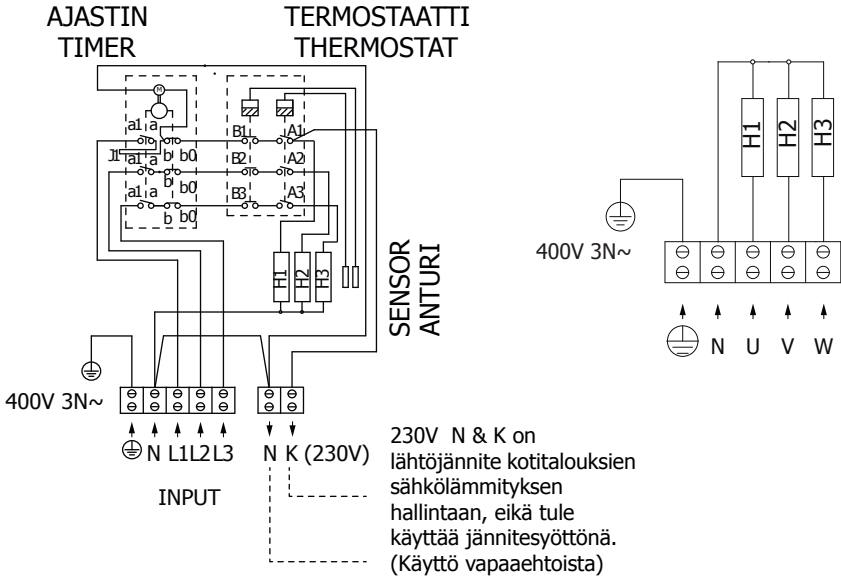 AJASTIN
TIMER
TERMOSTAATTI
THERMOSTAT
M
a1 a
B1
A1
J1
b b0
a1 a
B2
A2
b b0
a1 a
B3
A3
b b0
H1
H2
H3
SENSOR
ANTURI
400V 3N~
N L1 L2 L3
N K (230V)
INPUT
230V N & K on
lähtöjännite kotitalouksien
sähkölämmityksen
hallintaan, eikä tule
käyttää jännitesyöttönä.
(Käyttö vapaaehtoista)
H1
H2
H3
400V 3N~
N U V W